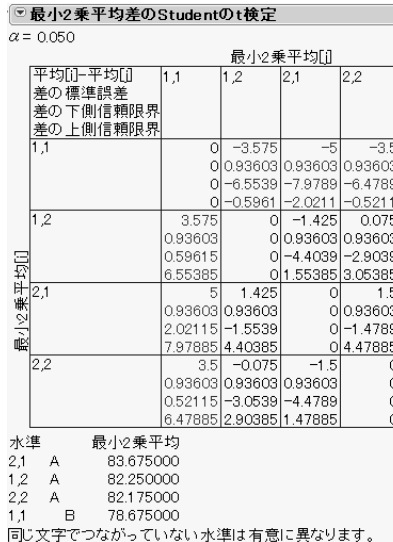 最小2乗平均差のStudentのt検定
α= 0.050
最小2乗平均[j]
平均[i]-平均[j] 1,1 1,2 2,1 2,2
差の標準誤差
差の下側信頼限界
差の上側信頼限界
1,1 0 -3.575 -5 -3.5
0 0.93603 0.93603 0.93603
0 -6.5539 -7.9789 -6.4789
0 -0.5961 -2.0211 -0.5211
1,2 3.575 0 -1.425 0.075
0.93603 0 0.93603 0.93603
0.59615 0 -4.4039 -2.9039
6.55385 0 1.55385 3.05385
最小2乗平均[i]
2,1 5 1.425 0 1.5
0.93603 0.93603 0 0.93603
2.02115 -1.5539 0 -1.4789
7.97885 4.40385 0 4.47885
2,2 3.5 -0.075 -1.5 0
0.93603 0.93603 0.93603 0
0.52115 -3.0539 -4.4789 0
6.47885 2.90385 1.47885 0
水準 最小2乗平均
2,1 A 83.675000
1,2 A 82.250000
2,2 A 82.175000
1,1 B 78.675000
同じ文字でつながっていない水準は有意に異なります。